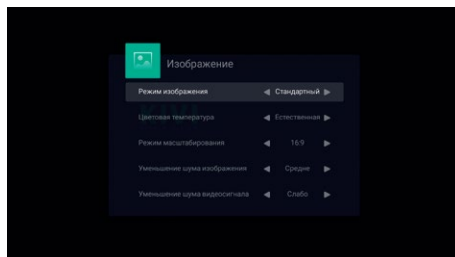 Изображение
Режим изображения ◀ Стандартный ▶
Цветовая температура ◀ Естественная ▶
Режим масштабирования ◀ 16:9 ▶
Уменьшение шума изображения ◀ Средне ▶
Уменьшение шума видеосигнала ◀ Слабо ▶